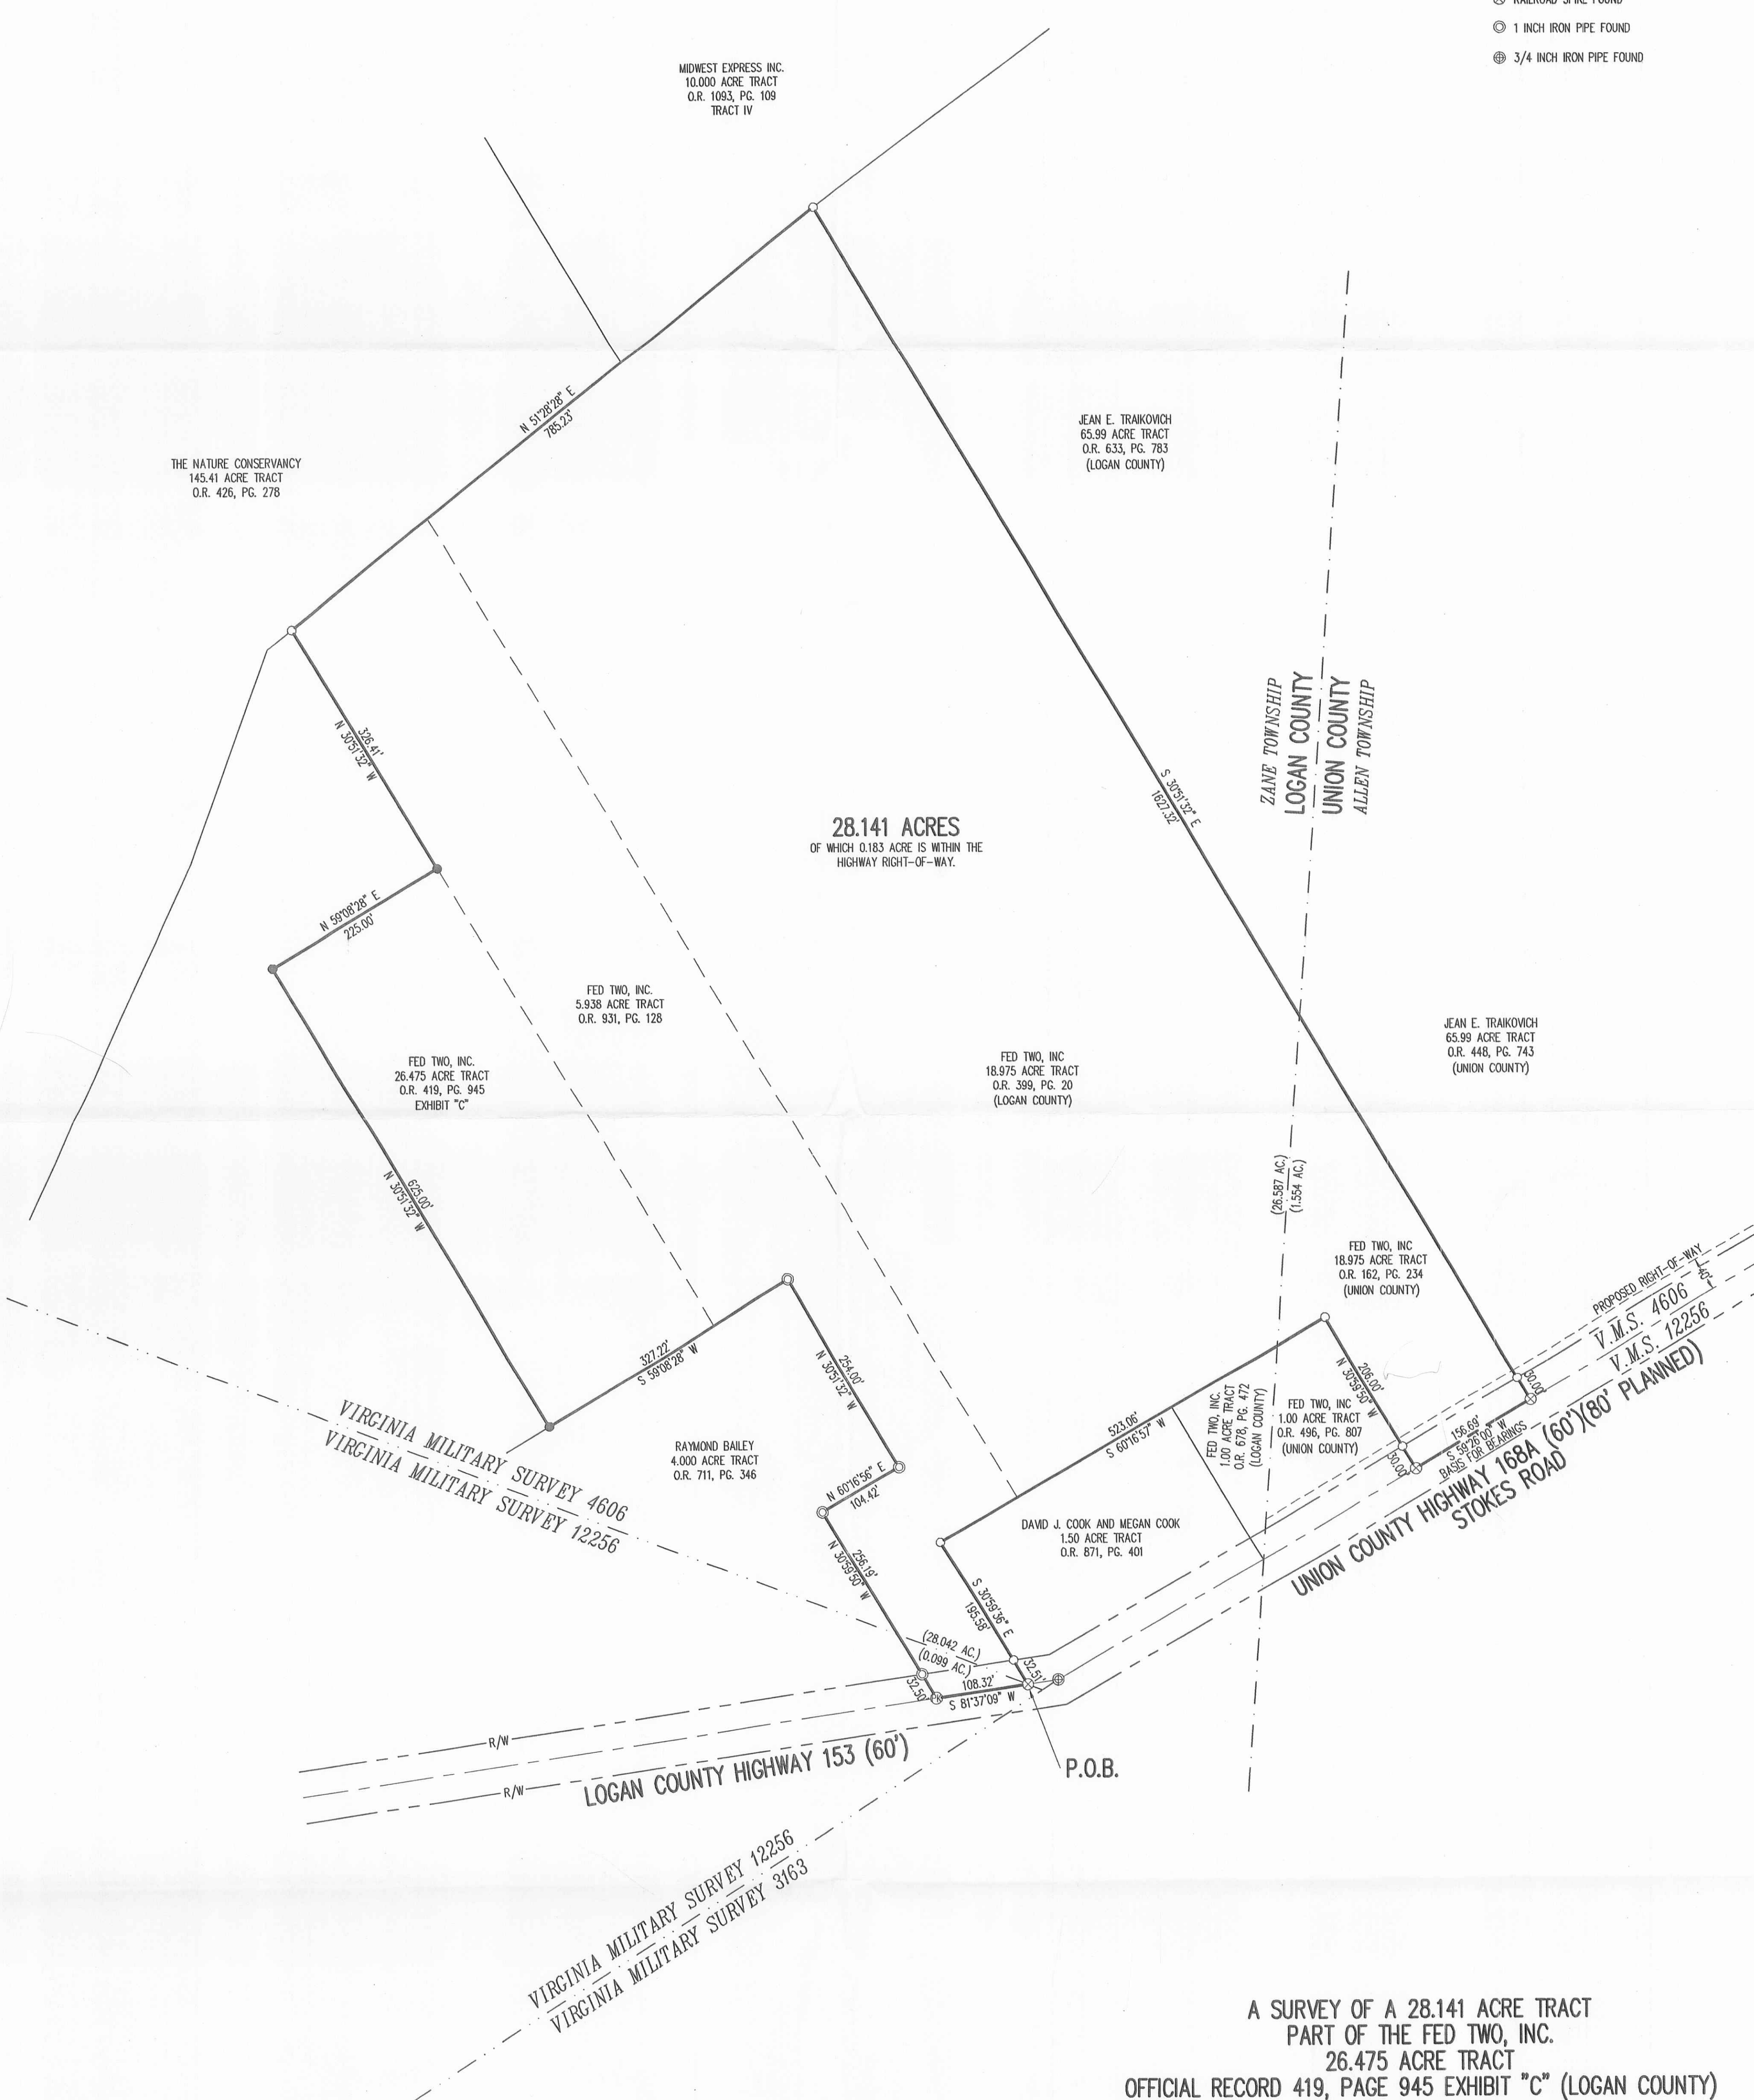 RAILROAD SPIKE FOUND
1 INCH IRON PIPE FOUND
3/4 INCH IRON PIPE FOUND
MIDWEST EXPRESS INC.
10.000 ACRE TRACT
O.R. 1093, PG. 109
TRACT IV
N 51°28'28" E
785.23'
JEAN E. TRAIKOVICH
65.99 ACRE TRACT
O.R. 633, PG. 783
(LOGAN COUNTY)
THE NATURE CONSERVANCY
145.41 ACRE TRACT
O.R. 426, PG. 278
326.41'
N 30°51'32" W
ZANE TOWNSHIP
LOGAN COUNTY
UNION COUNTY
ALLEN TOWNSHIP
S 30°51'32" E
1627.32'
28.141 ACRES
OF WHICH 0.183 ACRE IS WITHIN THE
HIGHWAY RIGHT-OF-WAY.
N 59°08'28" E
225.00'
FED TWO, INC.
5.938 ACRE TRACT
O.R. 931, PG. 128
FED TWO, INC.
26.475 ACRE TRACT
O.R. 419, PG. 945
EXHIBIT "C"
FED TWO, INC
18.975 ACRE TRACT
O.R. 399, PG. 20
(LOGAN COUNTY)
JEAN E. TRAIKOVICH
65.99 ACRE TRACT
O.R. 448, PG. 743
(UNION COUNTY)
625.00'
N 30°51'32" W
(26.587 AC.)
(1.554 AC.)
FED TWO, INC
18.975 ACRE TRACT
O.R. 162, PG. 234
(UNION COUNTY)
PROPOSED RIGHT-OF-WAY
40'
V.M.S. 4606
V.M.S. 12256
327.22'
S 59°08'28" W
254.00'
N 30°51'32" W
206.00'
N 30°59'50" W
30.00'
30.00'
156.69'
S 59°26'00" W
BASIS FOR BEARINGS
UNION COUNTY HIGHWAY 168A (60')(80' PLANNED)
STOKES ROAD
523.06'
S 60°16'57" W
FED TWO, INC.
1.00 ACRE TRACT
O.R. 678, PG. 472
(LOGAN COUNTY)
FED TWO, INC
1.00 ACRE TRACT
O.R. 496, PG. 807
(UNION COUNTY)
VIRGINIA MILITARY SURVEY 4606
VIRGINIA MILITARY SURVEY 12256
RAYMOND BAILEY
4.000 ACRE TRACT
O.R. 711, PG. 346
N 60°16'56" E
104.42'
DAVID J. COOK AND MEGAN COOK
1.50 ACRE TRACT
O.R. 871, PG. 401
256.19'
N 30°59'50" W
S 30°59'36" E
195.58'
(28.042 AC.)
(0.099 AC.)
32.51'
32.50'
108.32'
S 81°37'09" W
R/W
R/W
LOGAN COUNTY HIGHWAY 153 (60')
P.O.B.
VIRGINIA MILITARY SURVEY 12256
VIRGINIA MILITARY SURVEY 3163
A SURVEY OF A 28.141 ACRE TRACT
PART OF THE FED TWO, INC.
26.475 ACRE TRACT
OFFICIAL RECORD 419, PAGE 945 EXHIBIT "C" (LOGAN COUNTY)